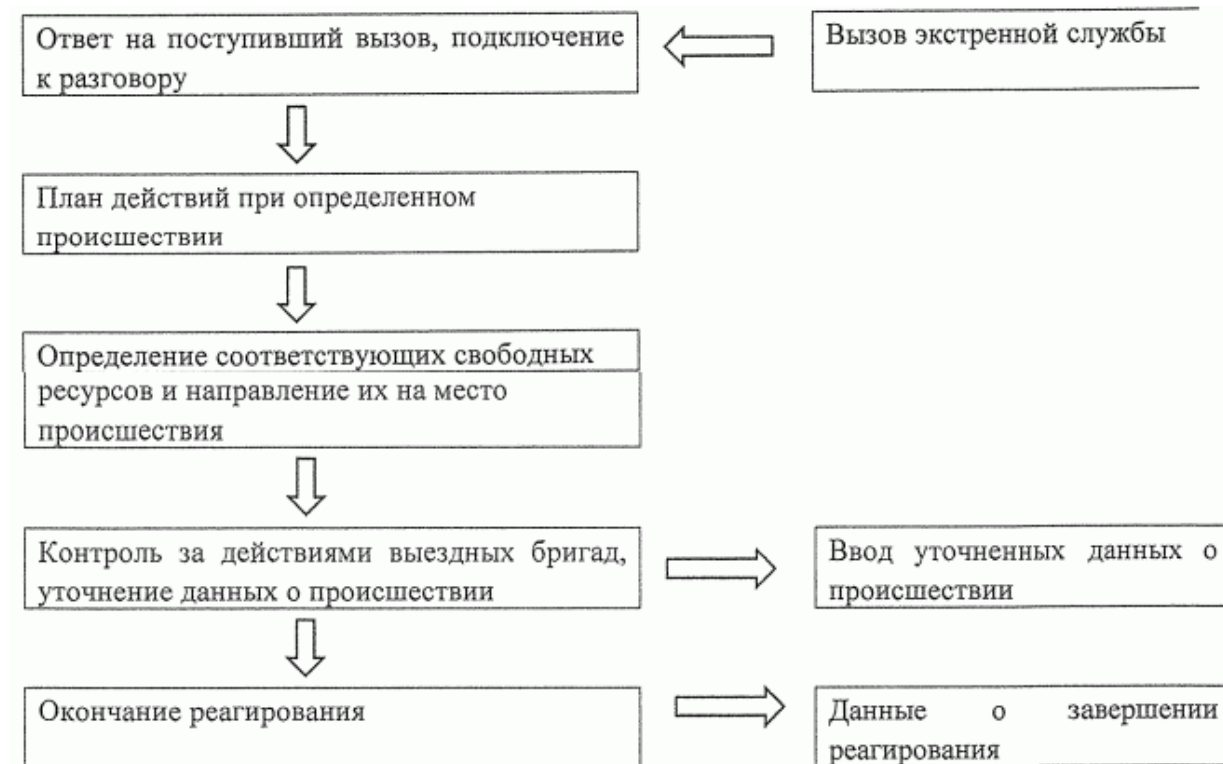 Ответ на поступивший вызов, подключение
к разговору
Вызов экстренной службы
План действий при определенном
происшествии
Определение соответствующих свободных
ресурсов и направление их на место
происшествия
Контроль за действиями выездных бригад,
уточнение данных о происшествии
Ввод уточненных данных о
происшествии
Окончание реагирования
Данные о завершении
реагирования